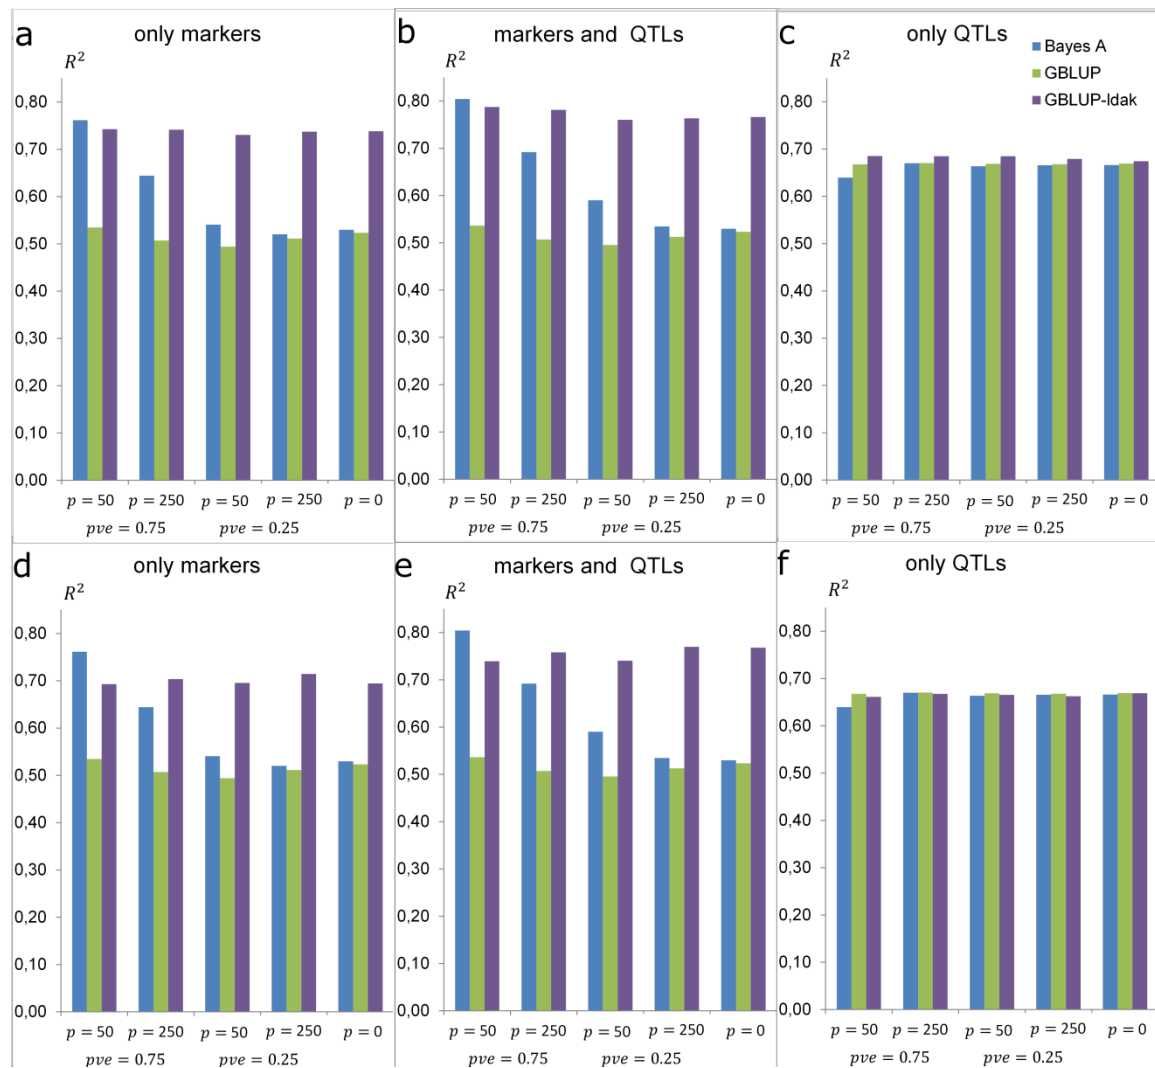 a
only markers
R²
0,80
0,70
0,60
0,50
0,40
0,30
0,20
0,10
0,00
p = 50 p = 250 p = 50 p = 250 p = 0
pve = 0.75 pve = 0.25
b
markers and QTLs
R²
0,80
0,70
0,60
0,50
0,40
0,30
0,20
0,10
0,00
p = 50 p = 250 p = 50 p = 250 p = 0
pve = 0.75 pve = 0.25
c
only QTLs
R²
Bayes A
GBLUP
GBLUP-ldak
0,80
0,70
0,60
0,50
0,40
0,30
0,20
0,10
0,00
p = 50 p = 250 p = 50 p = 250 p = 0
pve = 0.75 pve = 0.25
d
only markers
R²
0,80
0,70
0,60
0,50
0,40
0,30
0,20
0,10
0,00
p = 50 p = 250 p = 50 p = 250 p = 0
pve = 0.75 pve = 0.25
e
markers and QTLs
R²
0,80
0,70
0,60
0,50
0,40
0,30
0,20
0,10
0,00
p = 50 p = 250 p = 50 p = 250 p = 0
pve = 0.75 pve = 0.25
f
only QTLs
R²
0,80
0,70
0,60
0,50
0,40
0,30
0,20
0,10
0,00
p = 50 p = 250 p = 50 p = 250 p = 0
pve = 0.75 pve = 0.25